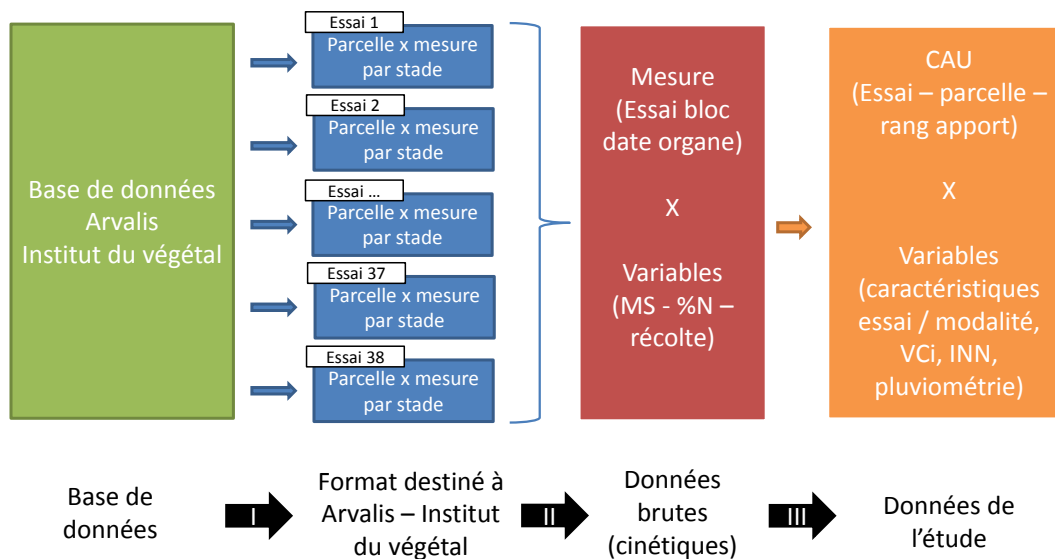 Base de données
Arvalis
Institut du végétal
Essai 1
Parcelle x mesure
par stade
Essai 2
Parcelle x mesure
par stade
Essai ...
Parcelle x mesure
par stade
Essai 37
Parcelle x mesure
par stade
Essai 38
Parcelle x mesure
par stade
Mesure
(Essai bloc
date organe)
X
Variables
(MS - %N –
récolte)
CAU
(Essai – parcelle –
rang apport)
X
Variables
(caractéristiques
essai / modalité,
VCi, INN,
pluviométrie)
Base de
données
I
Format destiné à
Arvalis – Institut
du végétal
II
Données
brutes
(cinétiques)
III
Données de
l’étude